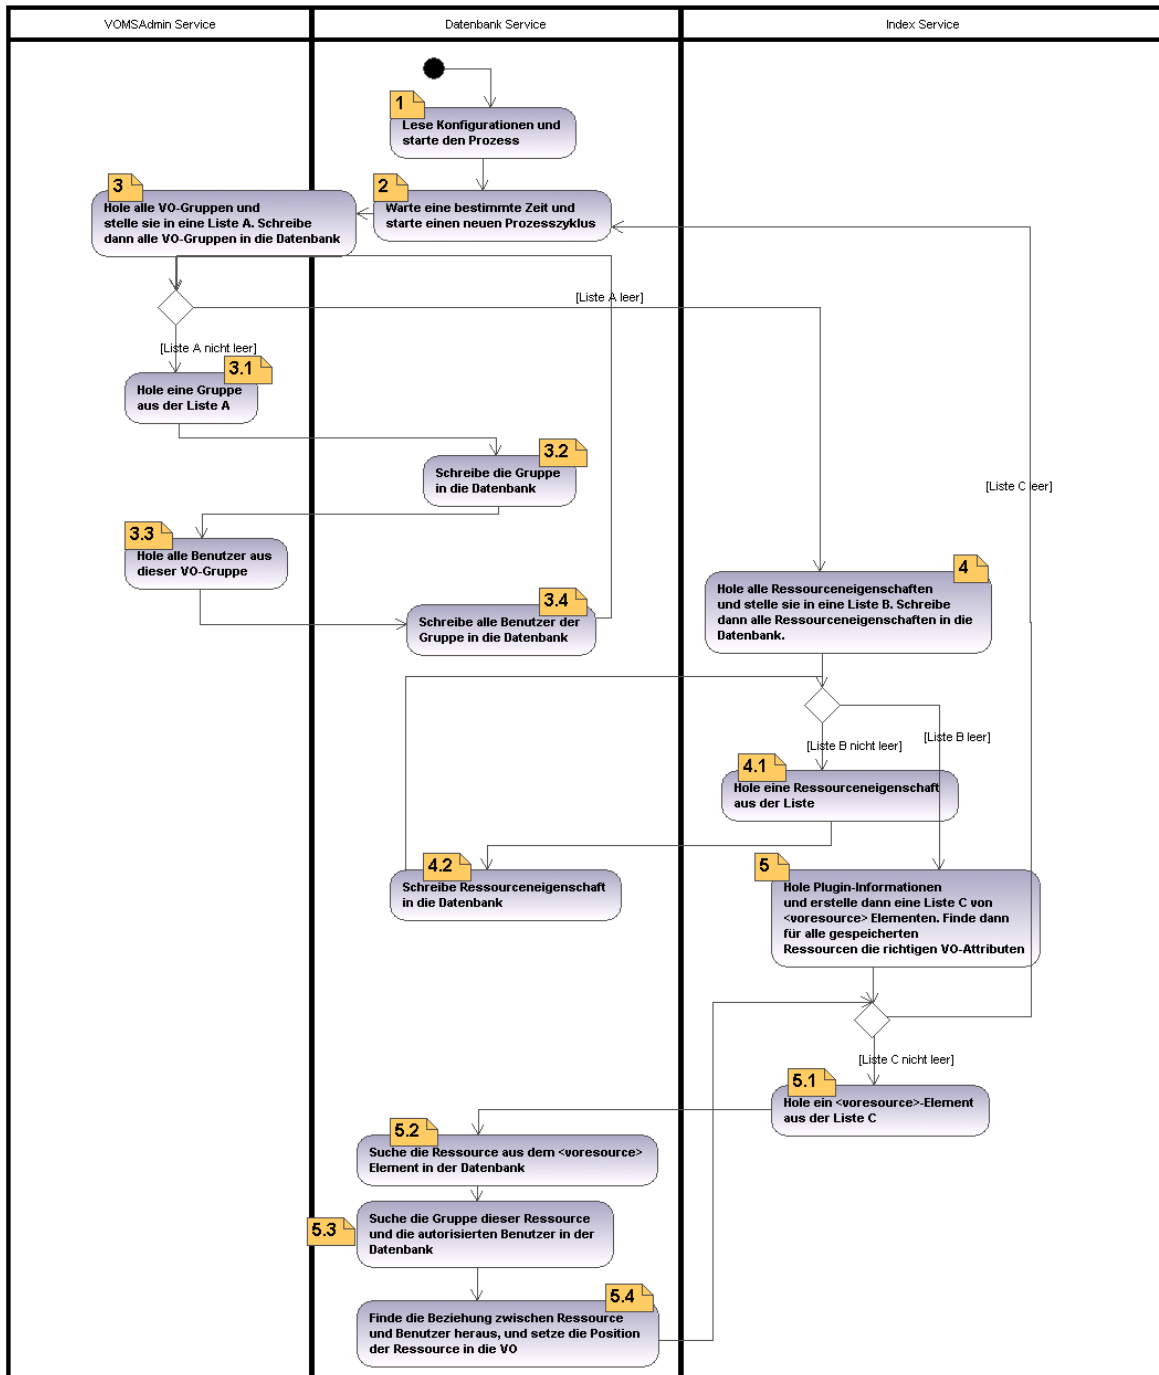 VOMSAdmin Service
Datenbank Service
Index Service
1
Lese Konfigurationen und
starte den Prozess
2
Warte eine bestimmte Zeit und
starte einen neuen Prozesszyklus
3
Hole alle VO-Gruppen und
stelle sie in eine Liste A. Schreibe
dann alle VO-Gruppen in die Datenbank
[Liste A leer]
[Liste A nicht leer]
3.1
Hole eine Gruppe
aus der Liste A
3.2
Schreibe die Gruppe
in die Datenbank
3.3
Hole alle Benutzer aus
dieser VO-Gruppe
3.4
Schreibe alle Benutzer der
Gruppe in die Datenbank
[Liste C leer]
4
Hole alle Ressourceneigenschaften
und stelle sie in eine Liste B. Schreibe
dann alle Ressourceneigenschaften in die
Datenbank.
[Liste B nicht leer]
[Liste B leer]
4.1
Hole eine Ressourceneigenschaft
aus der Liste
4.2
Schreibe Ressourceneigenschaft
in die Datenbank
5
Hole Plugin-Informationen
und erstelle dann eine Liste C von
<voresource> Elementen. Finde dann
für alle gespeicherten
Ressourcen die richtigen VO-Attributen
[Liste C nicht leer]
5.1
Hole ein <voresource>-Element
aus der Liste C
5.2
Suche die Ressource aus dem <voresource>
Element in der Datenbank
5.3
Suche die Gruppe dieser Ressource
und die autorisierten Benutzer in der
Datenbank
5.4
Finde die Beziehung zwischen Ressource
und Benutzer heraus, und setze die Position
der Ressource in die VO